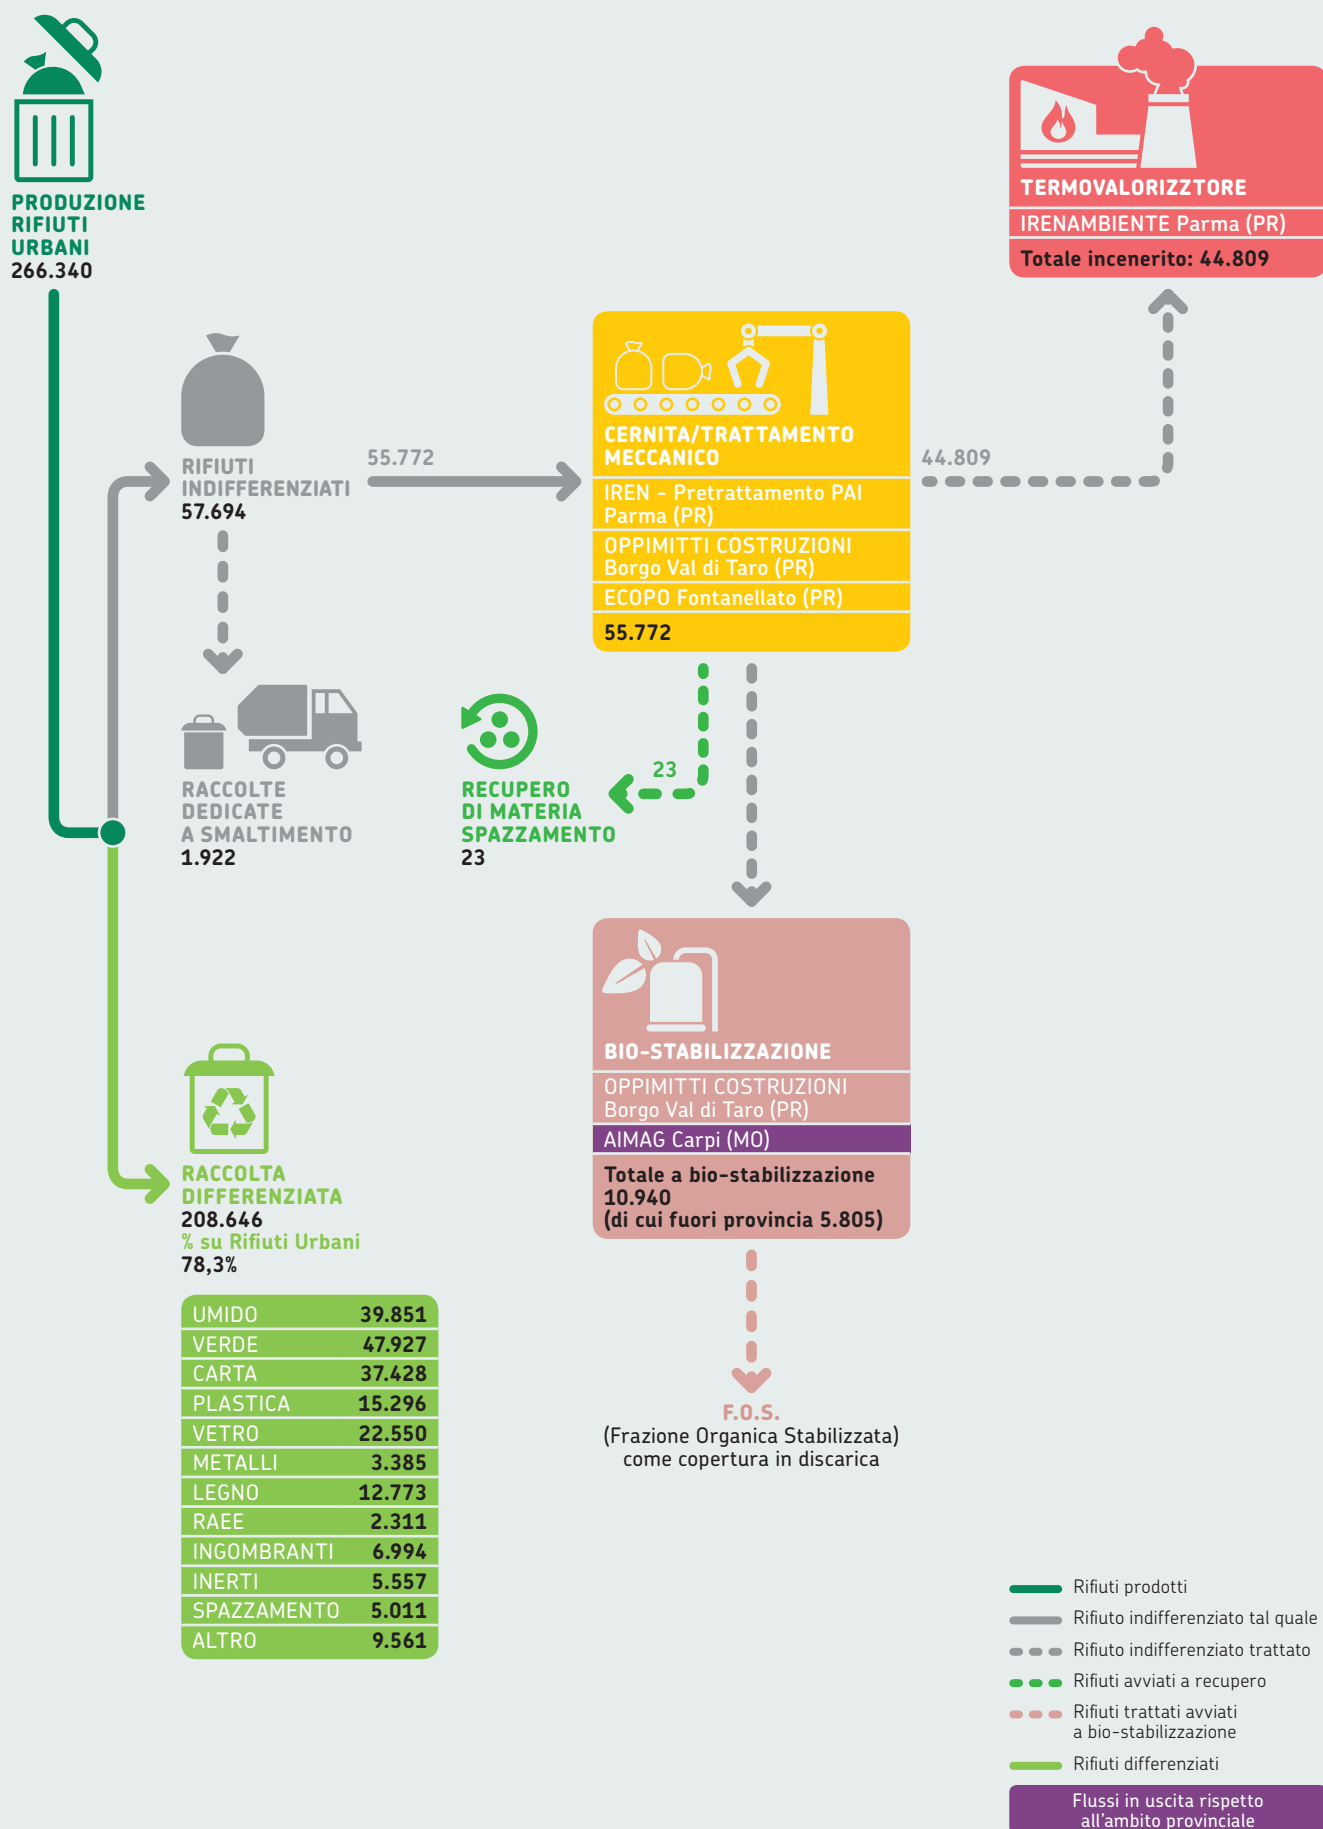 PRODUZIONE
RIFIUTI
URBANI
266.340
TERMOVALORIZZTORE
IRENAMBIENTE Parma (PR)
Totale incenerito: 44.809
RIFIUTI
INDIFFERENZIATI
57.694
55.772
CERNITA/TRATTAMENTO
MECCANICO
IREN - Pretrattamento PAI
Parma (PR)
OPPIMITTI COSTRUZIONI
Borgo Val di Taro (PR)
ECOPO Fontanellato (PR)
55.772
44.809
RACCOLTE
DEDICATE
A SMALTIMENTO
1.922
RECUPERO
DI MATERIA
SPAZZAMENTO
23
23
BIO-STABILIZZAZIONE
OPPIMITTI COSTRUZIONI
Borgo Val di Taro (PR)
AIMAG Carpi (MO)
Totale a bio-stabilizzazione
10.940
(di cui fuori provincia 5.805)
F.O.S.
(Frazione Organica Stabilizzata)
come copertura in discarica
RACCOLTA
DIFFERENZIATA
208.646
% su Rifiuti Urbani
78,3%
UMIDO 39.851
VERDE 47.927
CARTA 37.428
PLASTICA 15.296
VETRO 22.550
METALLI 3.385
LEGNO 12.773
RAEE 2.311
INGOMBRANTI 6.994
INERTI 5.557
SPAZZAMENTO 5.011
ALTRO 9.561
Rifiuti prodotti
Rifiuto indifferenziato tal quale
Rifiuto indifferenziato trattato
Rifiuti avviati a recupero
Rifiuti trattati avviati
a bio-stabilizzazione
Rifiuti differenziati
Flussi in uscita rispetto
all'ambito provinciale